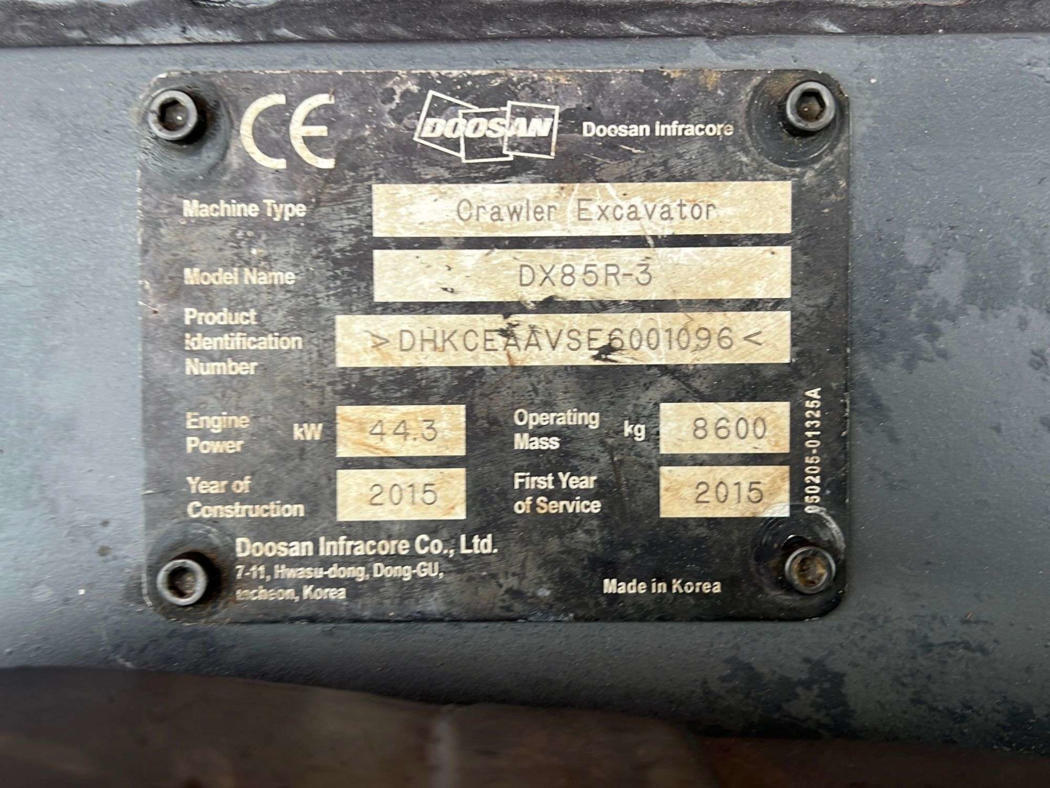 CE DOOSAN Doosan Infracore
Machine Type Crawler Excavator
Model Name DX85R-3
Product
Identification
Number
>DHKCEAAVSE6001096<
Engine
Power
kW 44.3
Operating
Mass
kg 8600
Year of
Construction
2015
First Year
of Service
2015
Doosan Infracore Co., Ltd.
7-11, Hwasu-dong, Dong-GU,
Korea
Made in Korea
050205-01325A